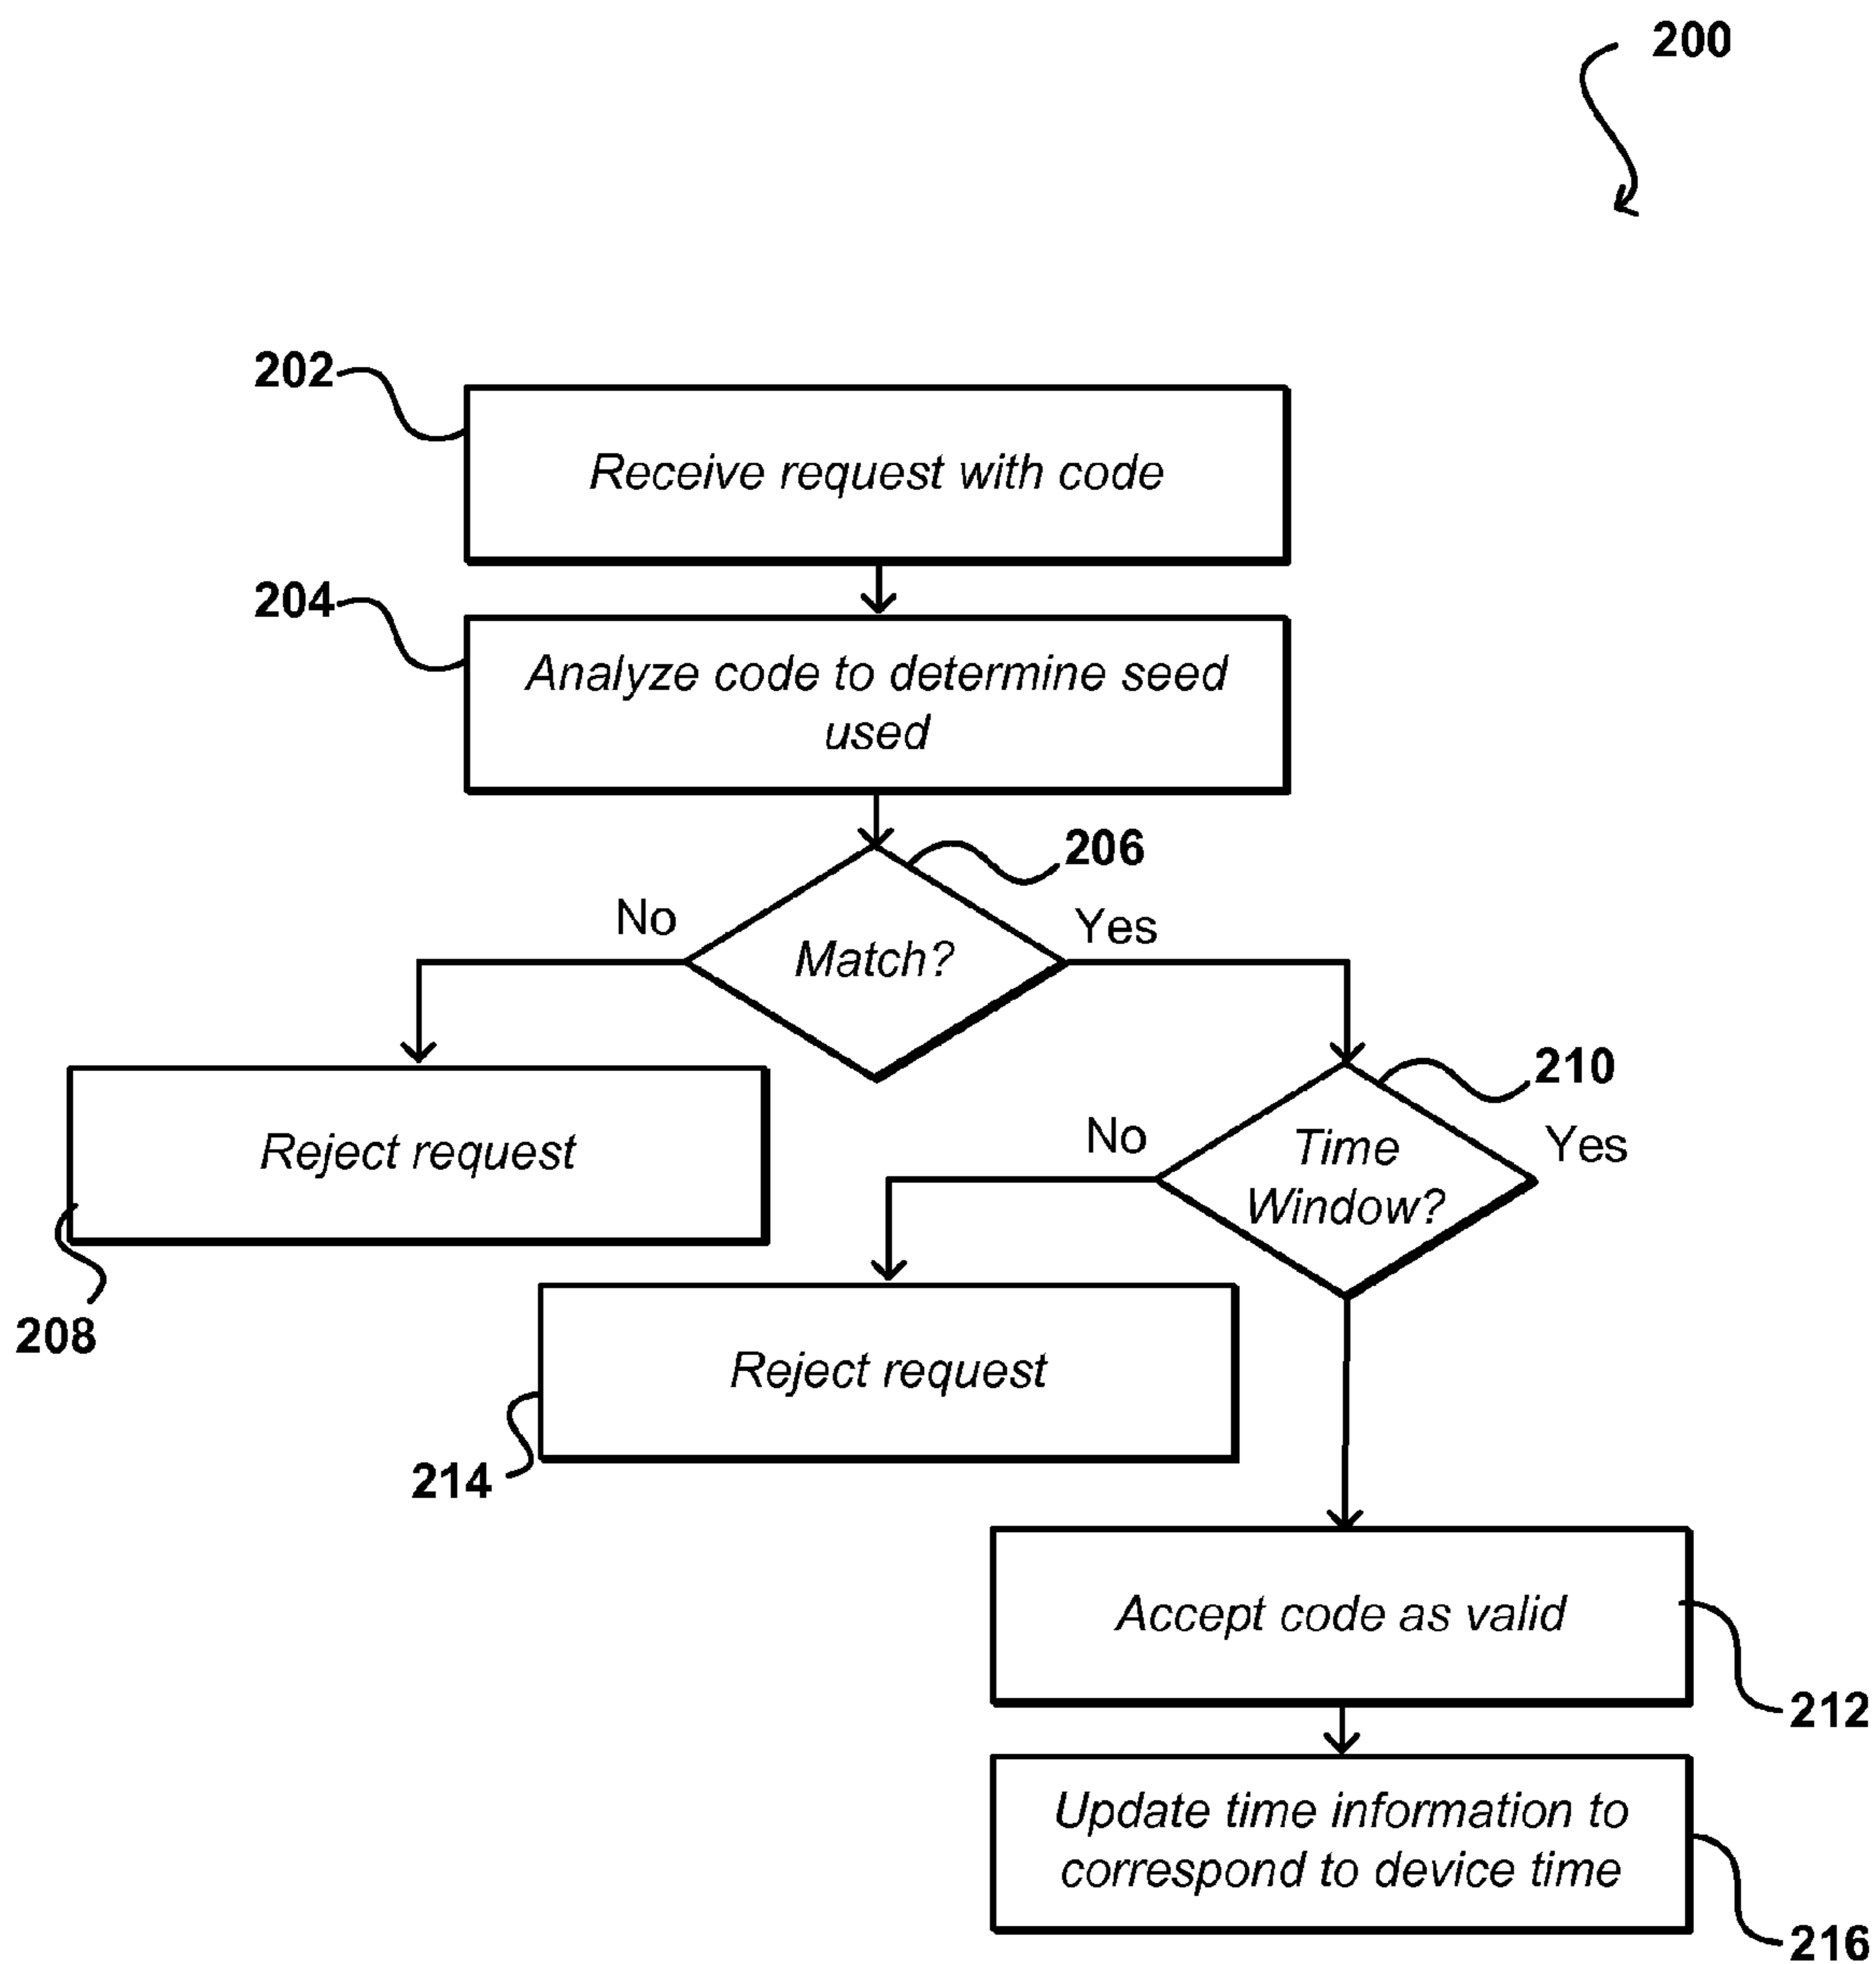 200
202
Receive request with code
204
Analyze code to determine seed
used
206
No
Yes
Match?
210
No
Yes
Time
Window?
Reject request
208
Reject request
214
Accept code as valid
212
Update time information to
correspond to device time
216